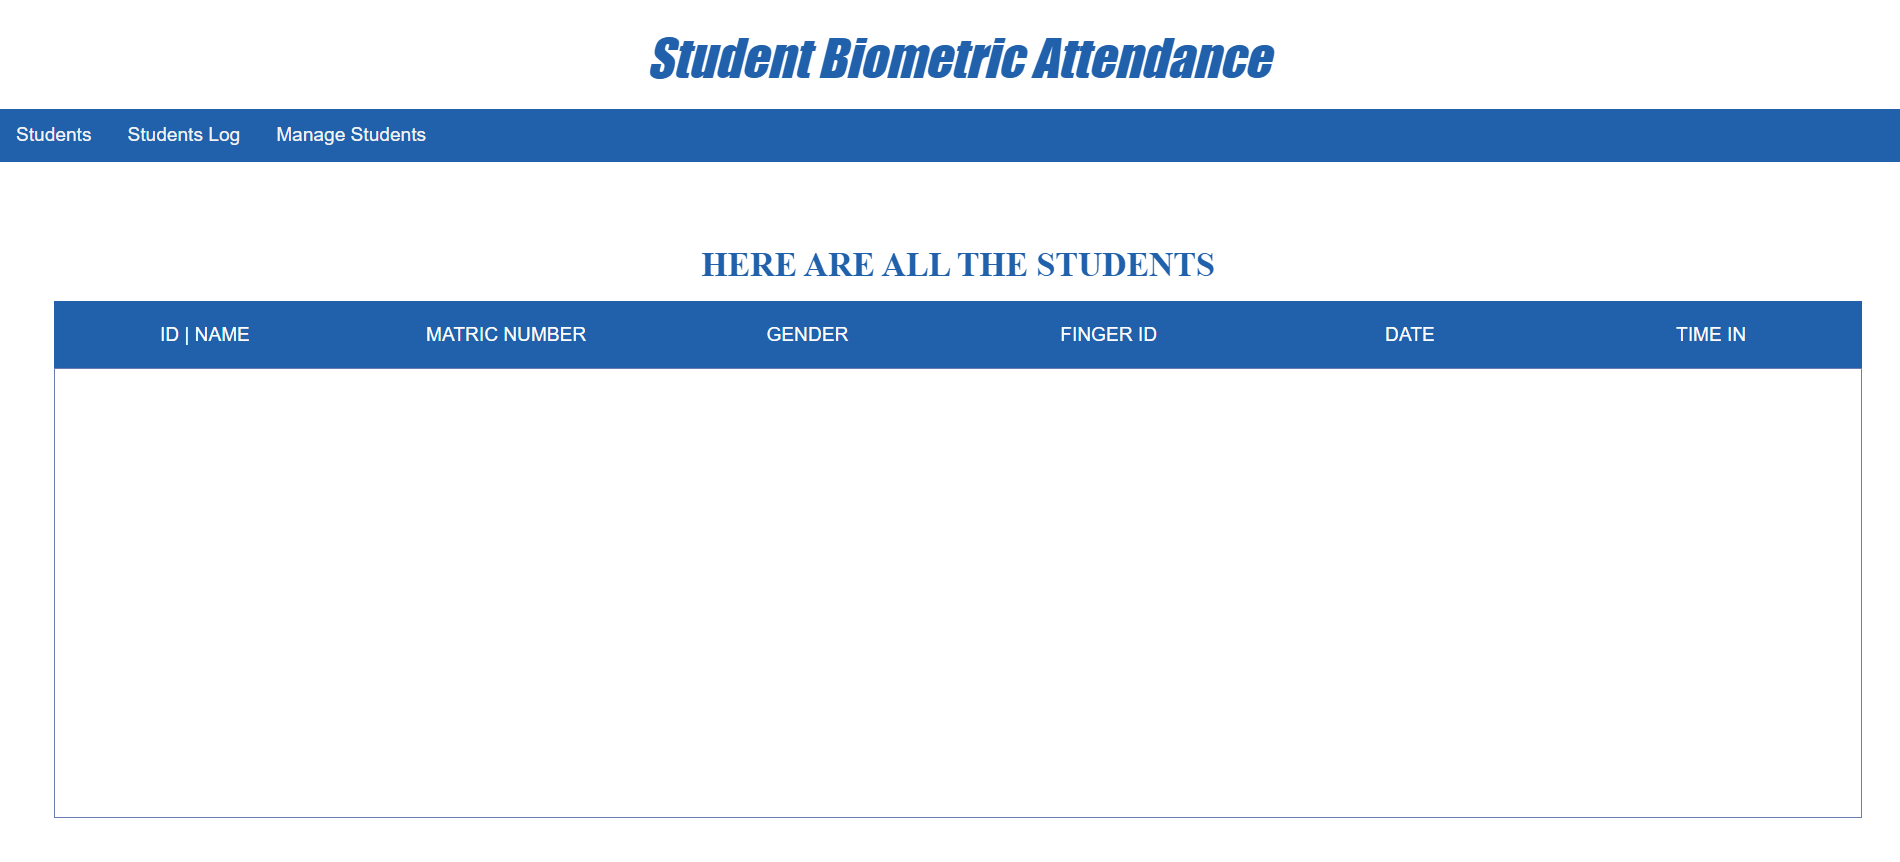 Student Biometric Attendance
Students Students Log Manage Students
HERE ARE ALL THE STUDENTS
ID | NAME MATRIC NUMBER GENDER FINGER ID DATE TIME IN